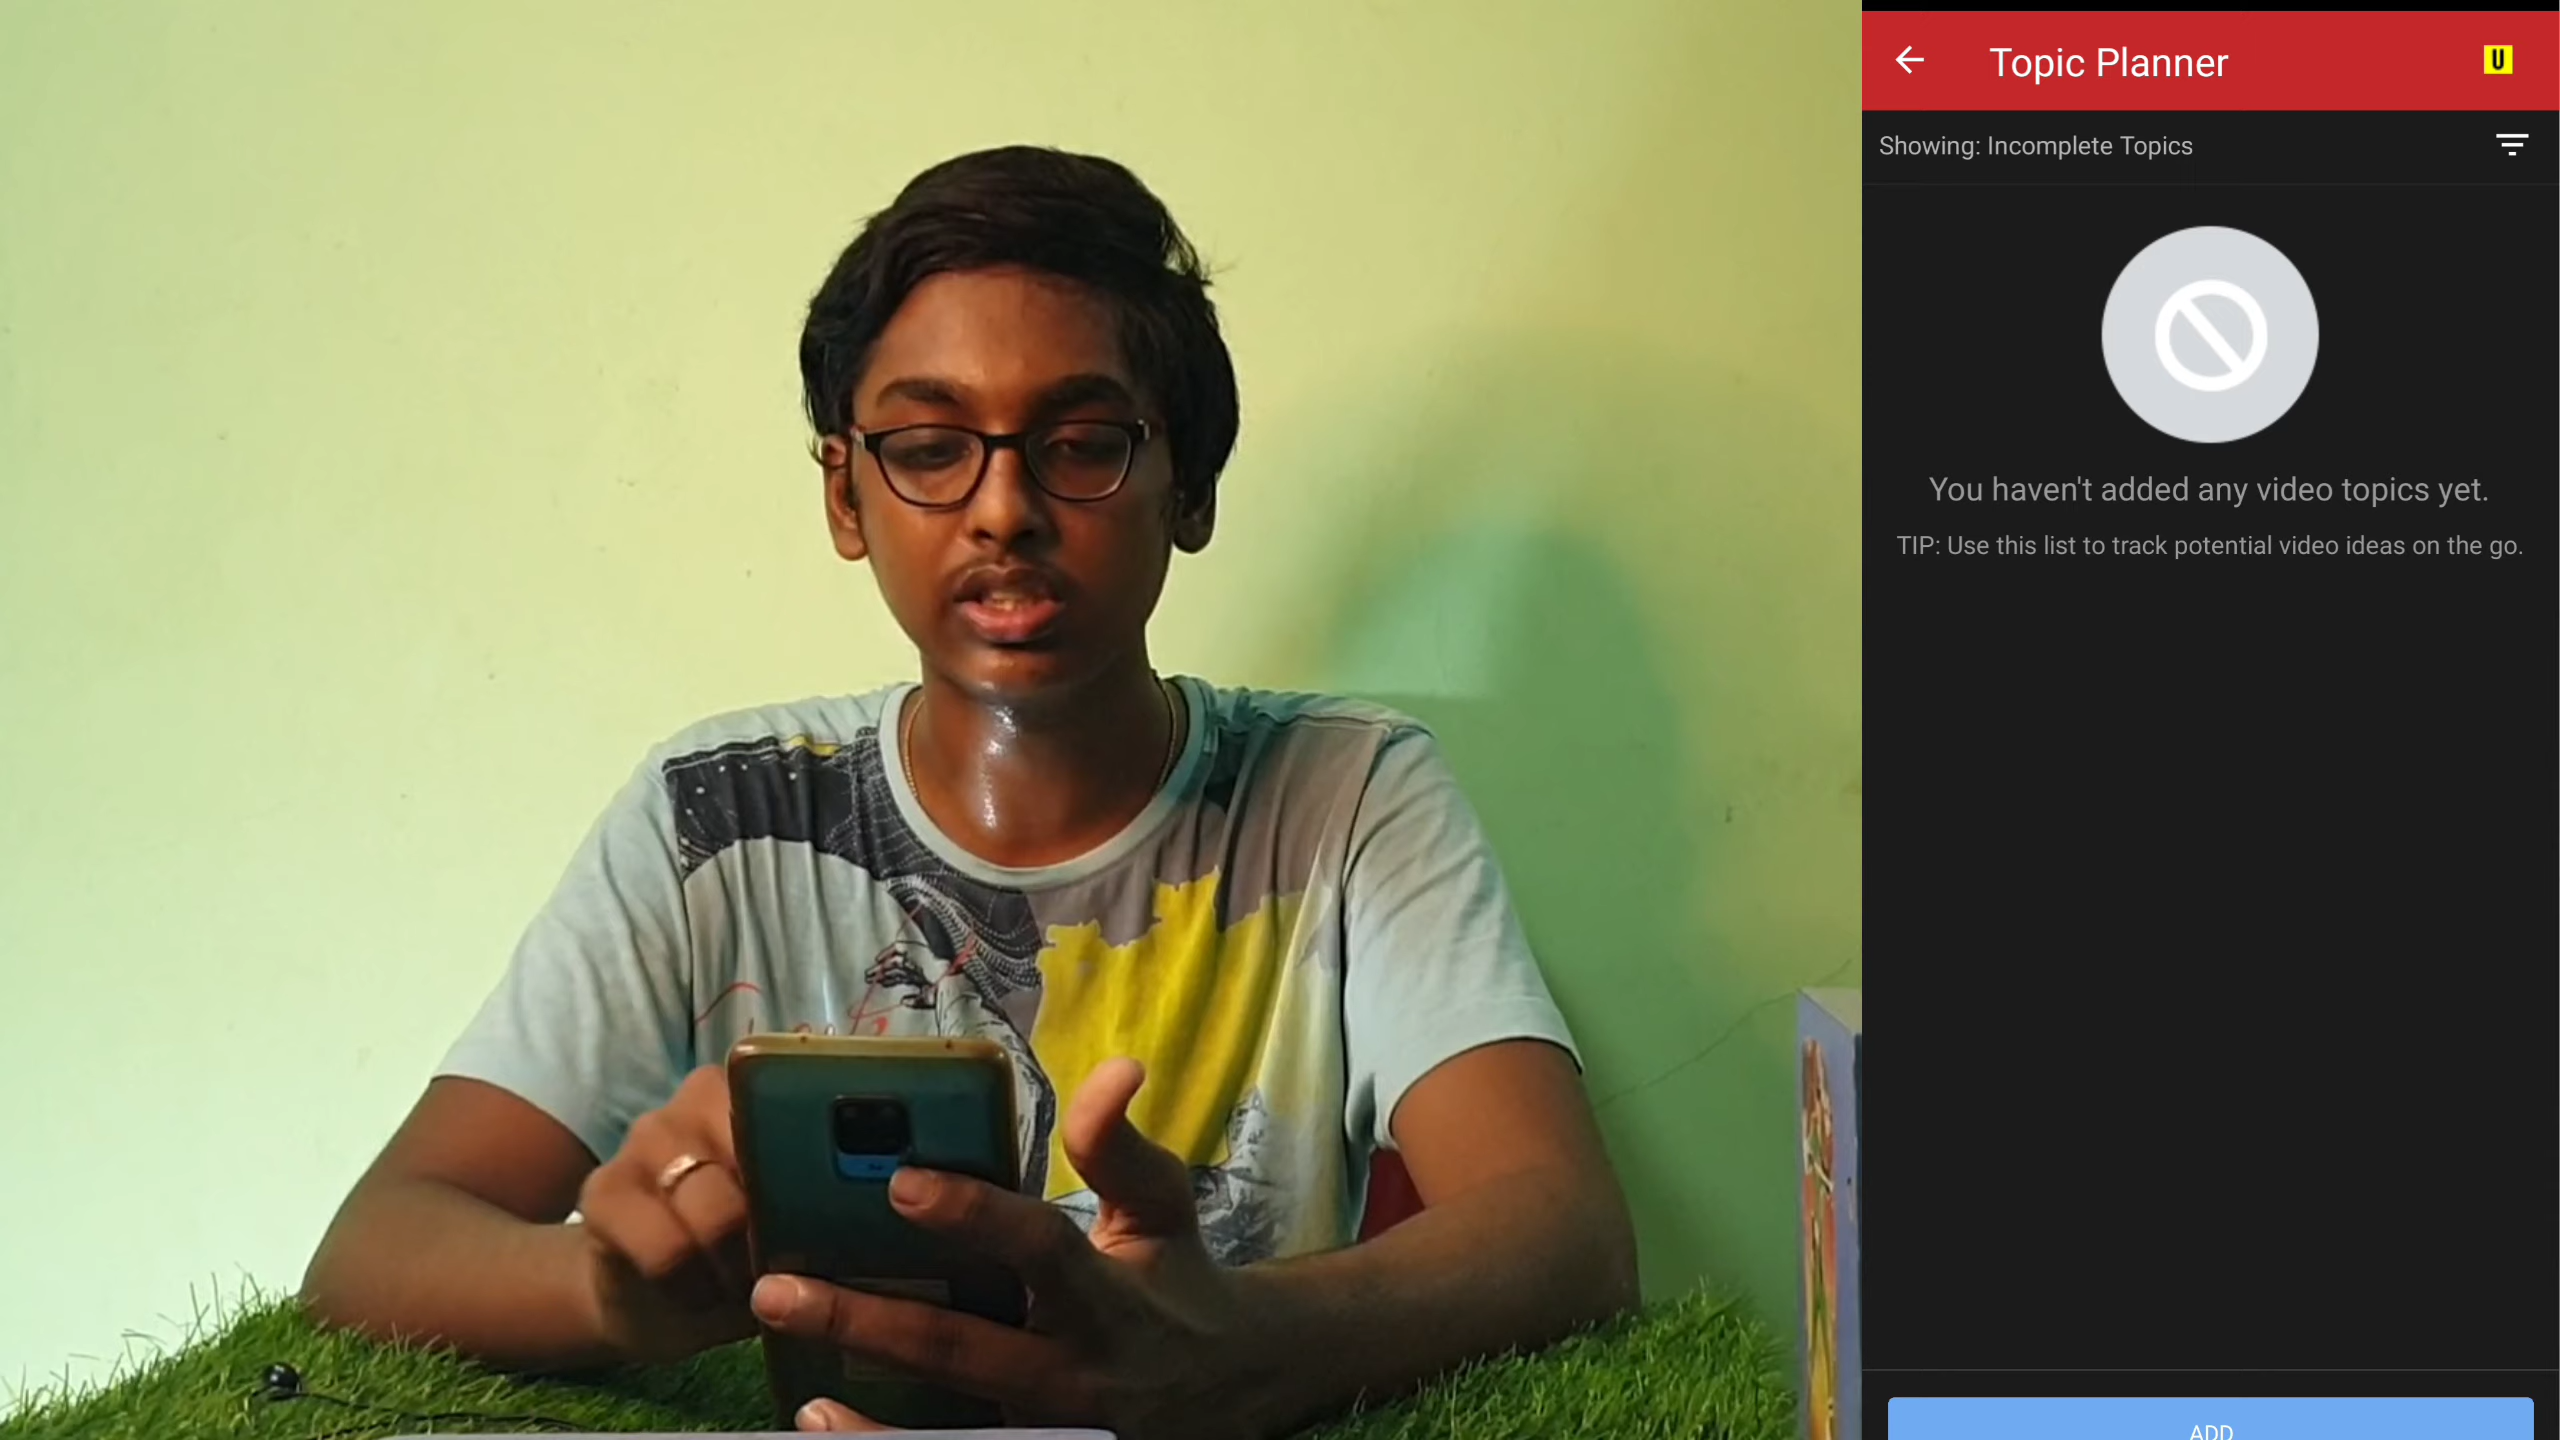 Topic Planner
U
Showing: Incomplete Topics
You haven't added any video topics yet.
TIP: Use this list to track potential video ideas on the go.
ADD